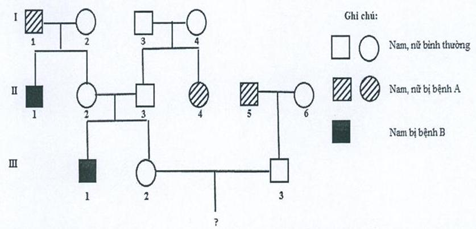 I
Ghi chú:
1 2 3 4
Nam, nữ bình thường
II
1 2 3 4 5 6
Nam, nữ bị bệnh A
Nam bị bệnh B
III
1 2 3
?